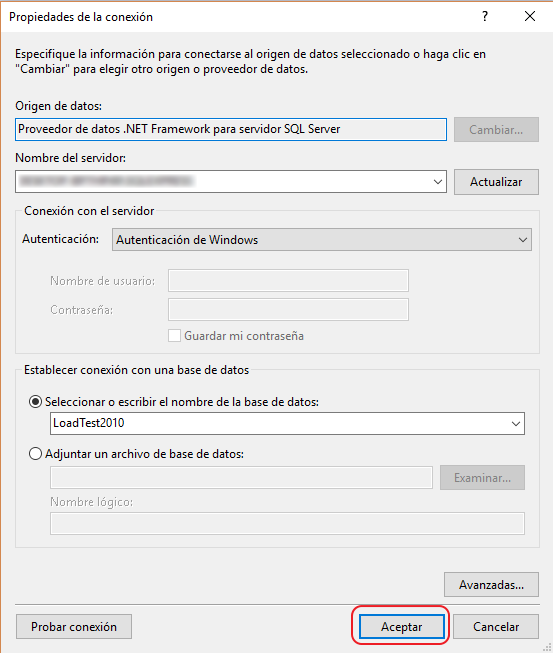 Propiedades de la conexión
?
Especifique la información para conectarse al origen de datos seleccionado o haga clic en
"Cambiar" para elegir otro origen o proveedor de datos.
Origen de datos:
Proveedor de datos .NET Framework para servidor SQL Server
Cambiar...
Nombre del servidor:
Actualizar
Conexión con el servidor
Autenticación:
Autenticación de Windows
Nombre de usuario:
Contraseña:
Guardar mi contraseña
Establecer conexión con una base de datos
Seleccionar o escribir el nombre de la base de datos:
LoadTest2010
Adjuntar un archivo de base de datos:
Examinar...
Nombre lógico:
Avanzadas...
Probar conexión
Aceptar
Cancelar